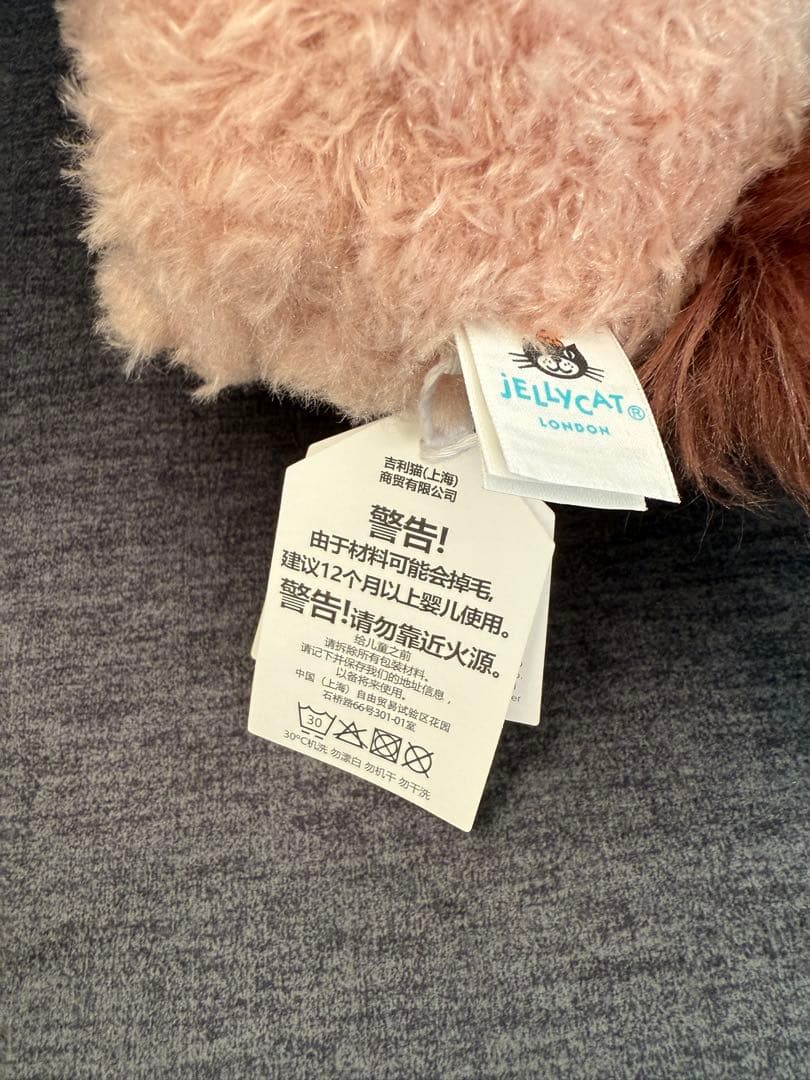 JELLYCAT®
LONDON
吉利猫(上海)
商贸有限公司
警告!
由于材料可能会掉毛,
建议12个月以上婴儿使用。
警告!请勿靠近火源。
给儿童之前
请拆除所有包装材料。
请记下并保存我们的地址信息,
以备将来使用。
中国（上海）自由贸易试验区花园
石桥路66号301-01室
30
30°C机洗 勿漂白 勿机干 勿干洗